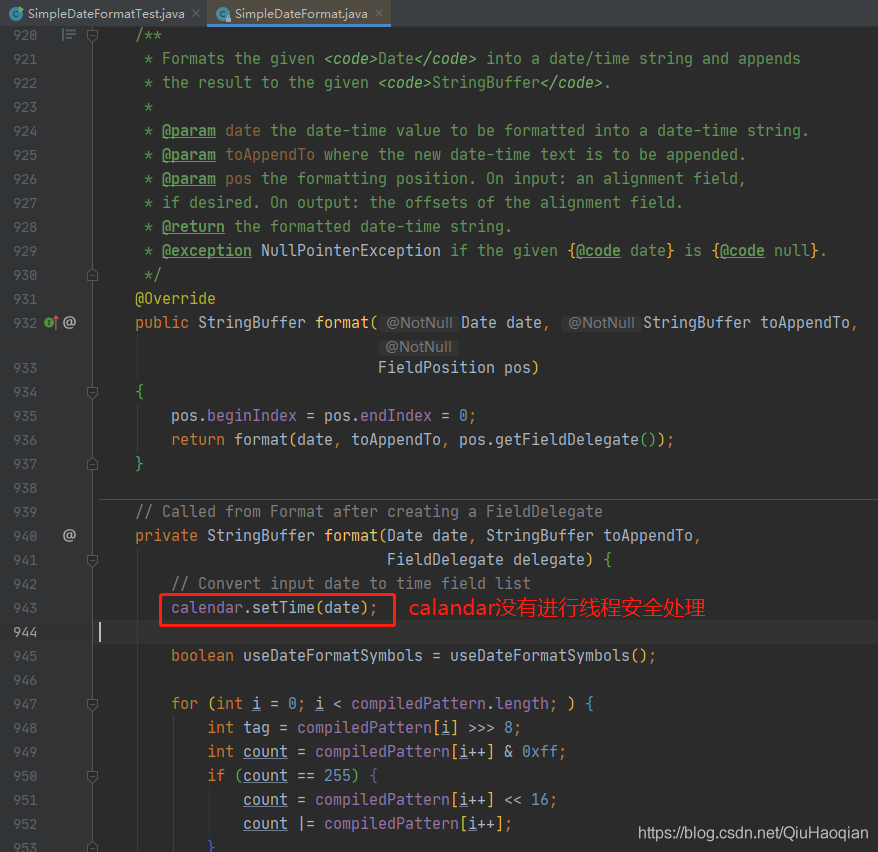 SimpleDateFormatTest.java × SimpleDateFormat.java ×
920 /**
921 * Formats the given <code>Date</code> into a date/time string and appends
922 * the result to the given <code>StringBuffer</code>.
923 *
924 * @param date the date-time value to be formatted into a date-time string.
925 * @param toAppendTo where the new date-time text is to be appended.
926 * @param pos the formatting position. On input: an alignment field,
927 * if desired. On output: the offsets of the alignment field.
928 * @return the formatted date-time string.
929 * @exception NullPointerException if the given {@code date} is {@code null}.
930 */
931 @Override
932 @ public StringBuffer format( @NotNull Date date, @NotNull StringBuffer toAppendTo,
@NotNull
933 FieldPosition pos)
934 {
935 pos.beginIndex = pos.endIndex = 0;
936 return format(date, toAppendTo, pos.getFieldDelegate());
937 }
938
939 // Called from Format after creating a FieldDelegate
940 @ private StringBuffer format(Date date, StringBuffer toAppendTo,
941 FieldDelegate delegate) {
942 // Convert input date to time field list
943 calendar.setTime(date); calandar没有进行线程安全处理
944
945 boolean useDateFormatSymbols = useDateFormatSymbols();
946
947 for (int i = 0; i < compiledPattern.length; ) {
948 int tag = compiledPattern[i] >>> 8;
949 int count = compiledPattern[i++] & 0xff;
950 if (count == 255) {
951 count = compiledPattern[i++] << 16;
952 count |= compiledPattern[i++];
953 }
https://blog.csdn.net/QiuHaoqian